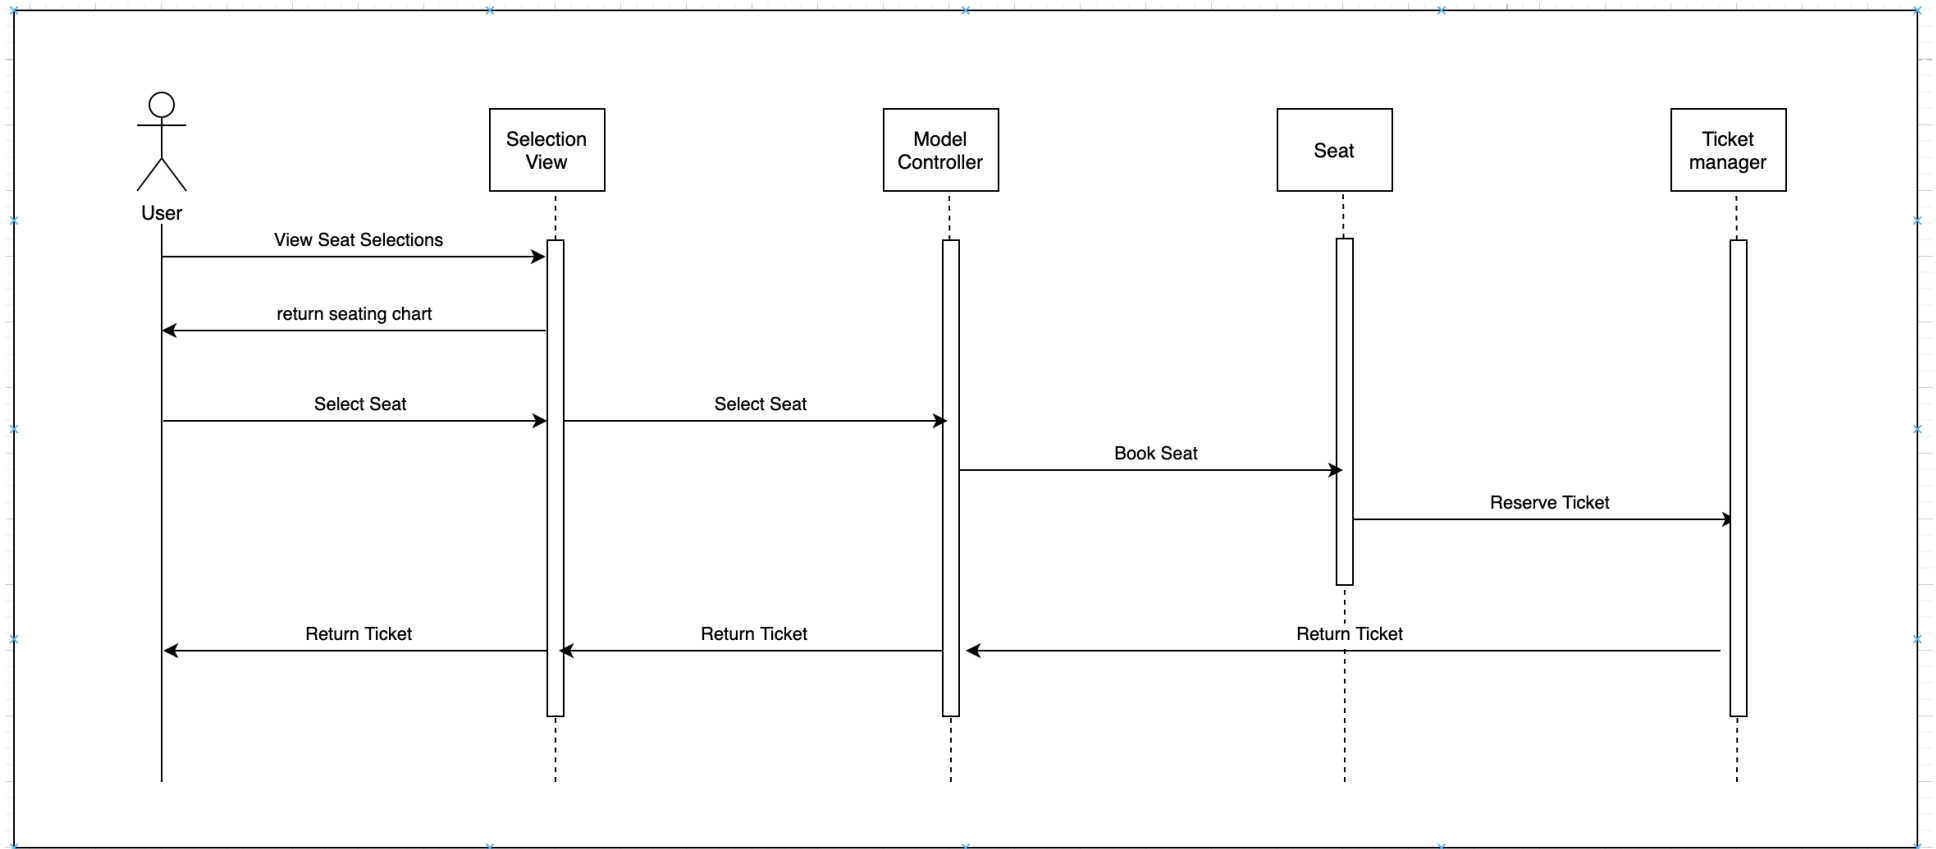 User
Selection
View
Model
Controller
Seat
Ticket
manager
View Seat Selections
return seating chart
Select Seat
Select Seat
Book Seat
Reserve Ticket
Return Ticket
Return Ticket
Return Ticket